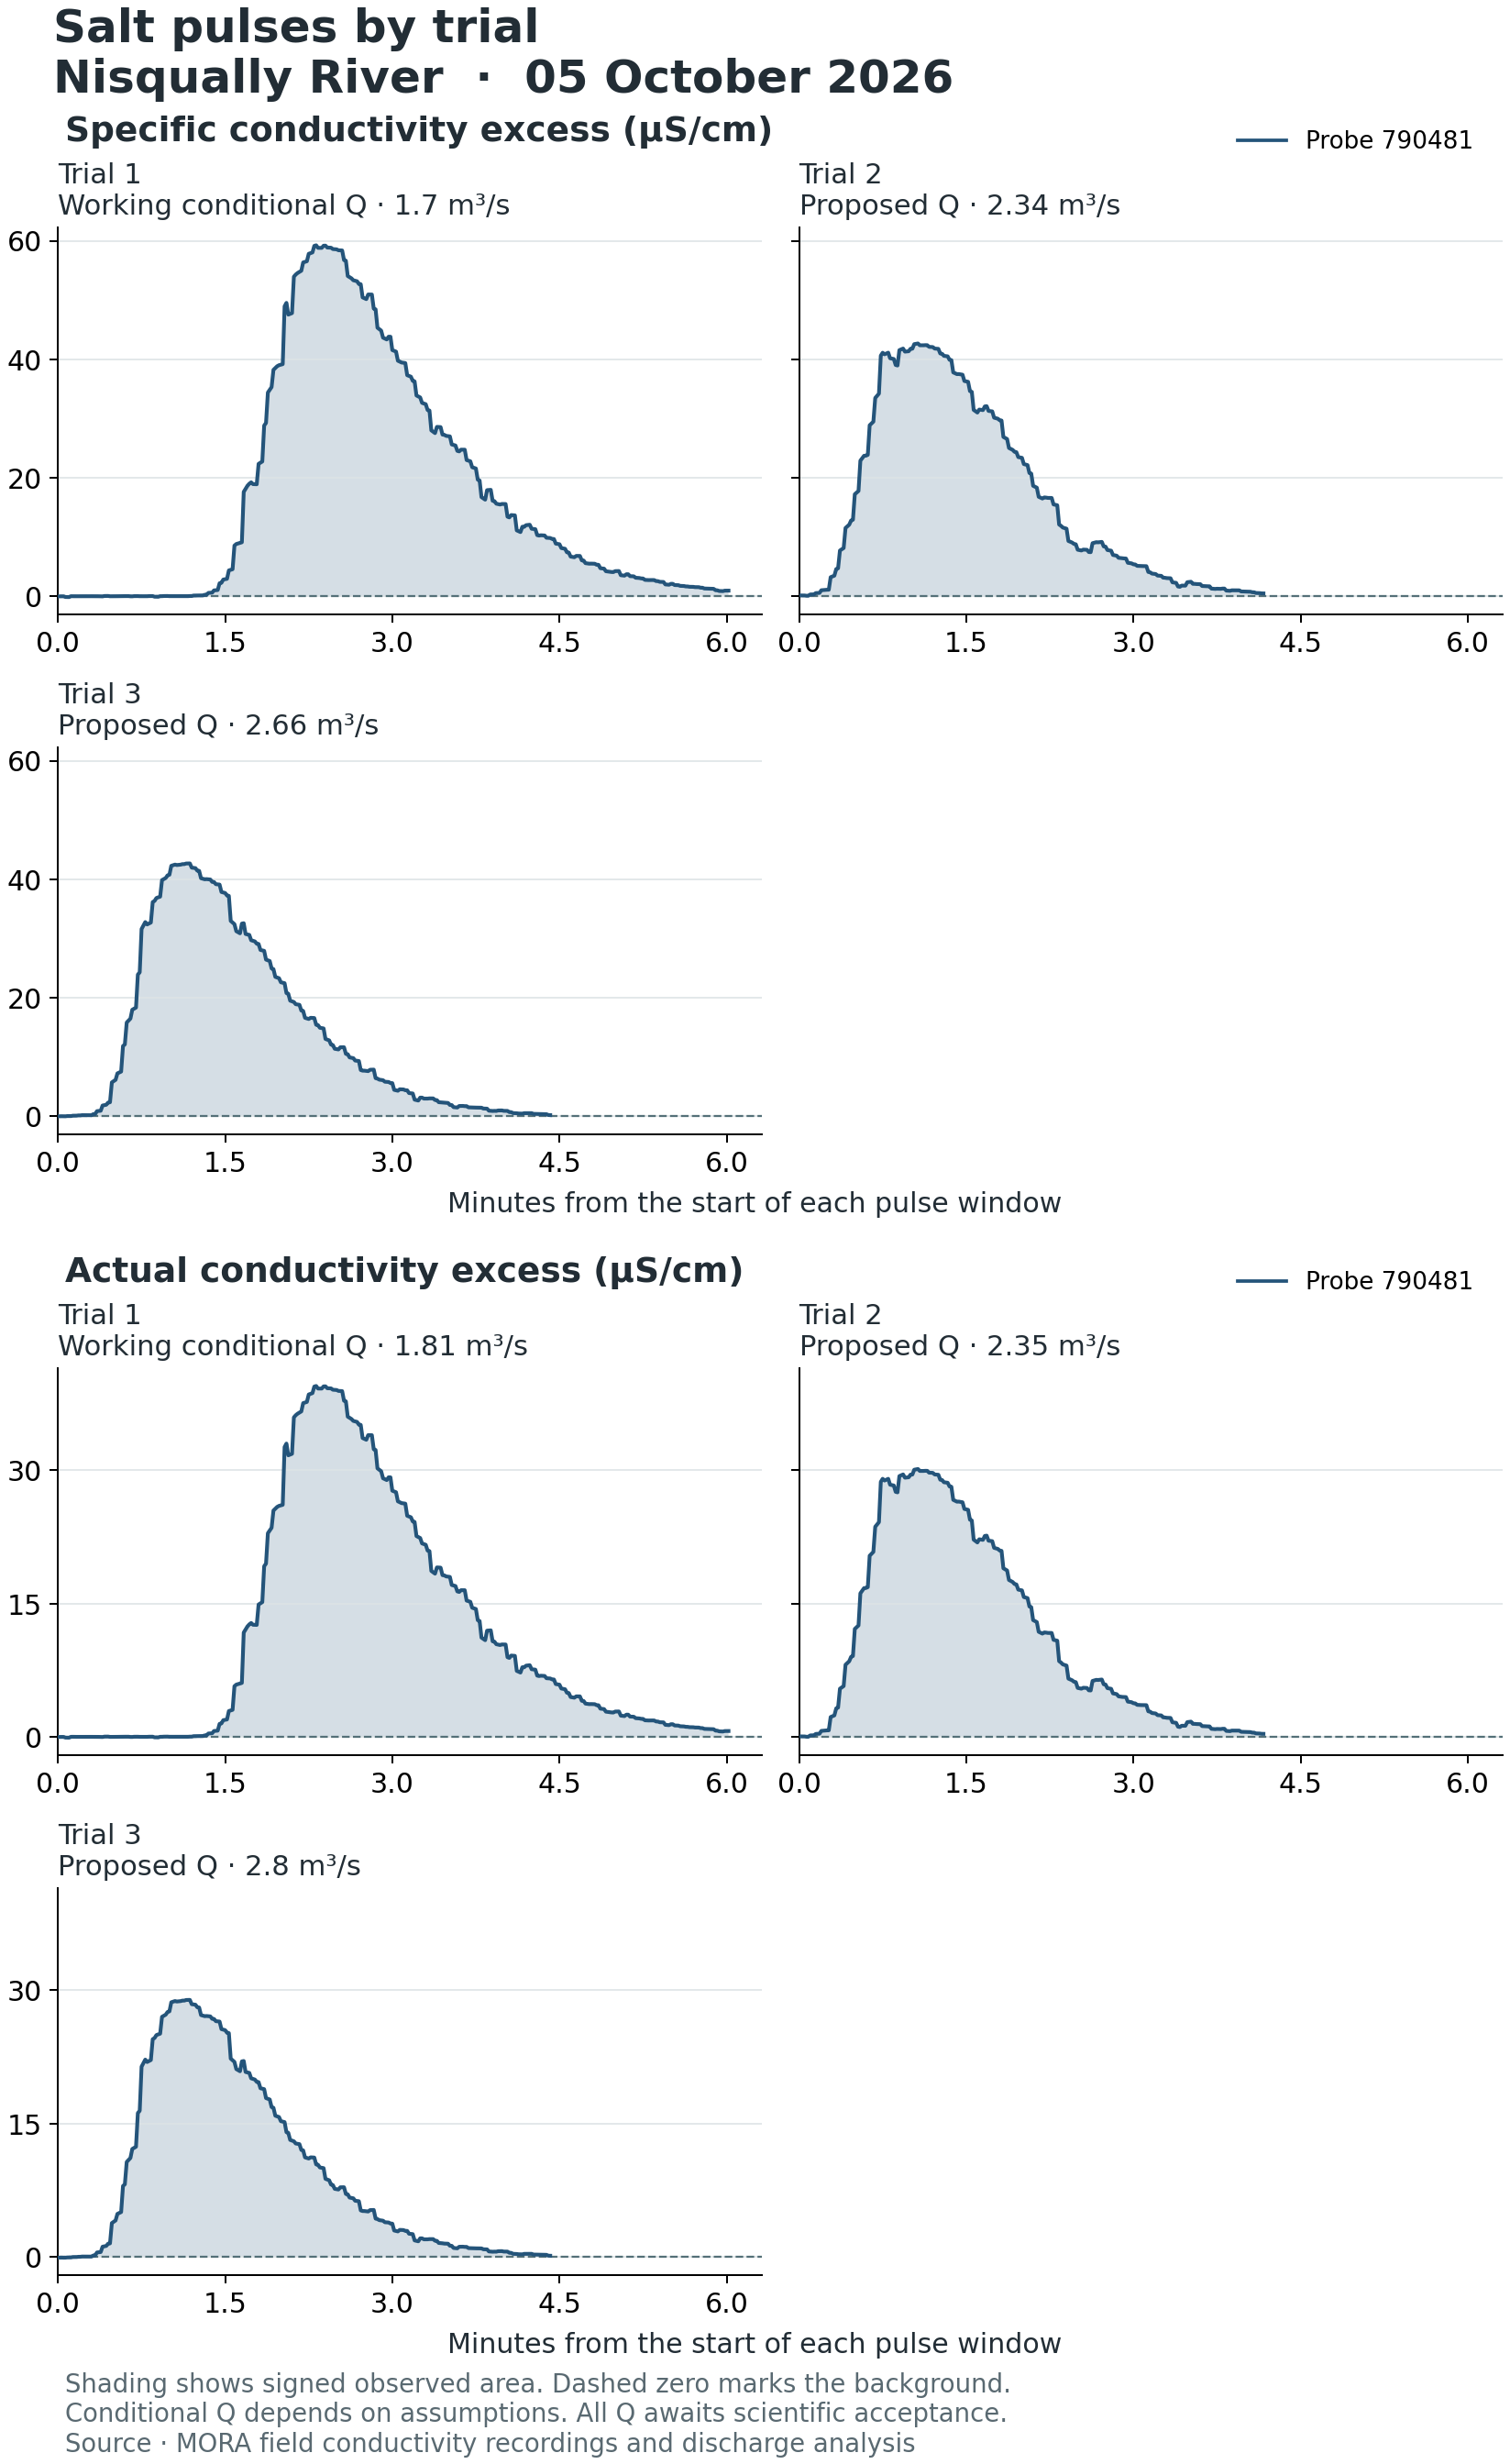 Salt pulses by trial
Nisqually River · 05 October 2026
Specific conductivity excess (µS/cm)
Probe 790481
Trial 1
Working conditional Q · 1.7 m³/s
Trial 2
Proposed Q · 2.34 m³/s
60
40
20
0
0.0 1.5 3.0 4.5 6.0
0.0 1.5 3.0 4.5 6.0
Trial 3
Proposed Q · 2.66 m³/s
60
40
20
0
0.0 1.5 3.0 4.5 6.0
Minutes from the start of each pulse window
Actual conductivity excess (µS/cm)
Probe 790481
Trial 1
Working conditional Q · 1.81 m³/s
Trial 2
Proposed Q · 2.35 m³/s
30
15
0
0.0 1.5 3.0 4.5 6.0
0.0 1.5 3.0 4.5 6.0
Trial 3
Proposed Q · 2.8 m³/s
30
15
0
0.0 1.5 3.0 4.5 6.0
Minutes from the start of each pulse window
Shading shows signed observed area. Dashed zero marks the background.
Conditional Q depends on assumptions. All Q awaits scientific acceptance.
Source · MORA field conductivity recordings and discharge analysis